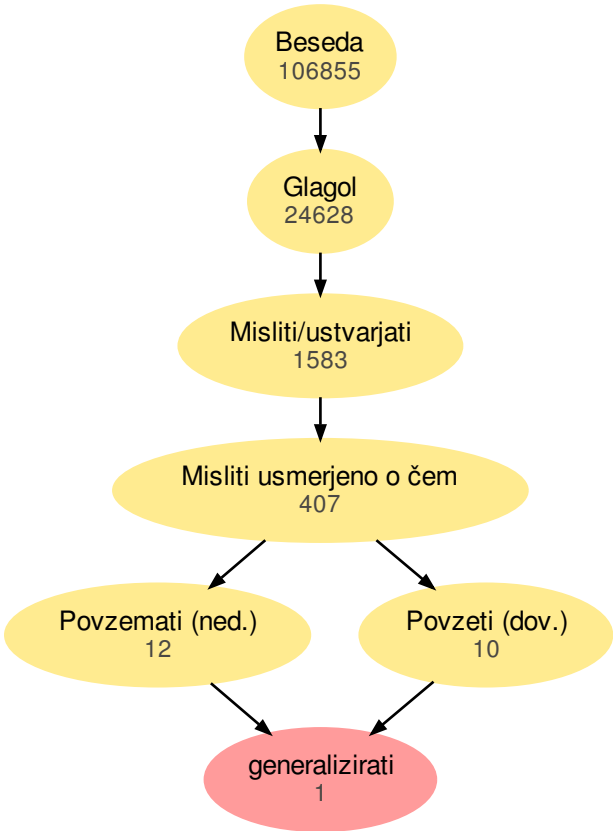 Beseda
106855
Glagol
24628
Misliti/ustvarjati
1583
Misliti usmerjeno o čem
407
Povzemati (ned.)
12
Povzeti (dov.)
10
generalizirati
1